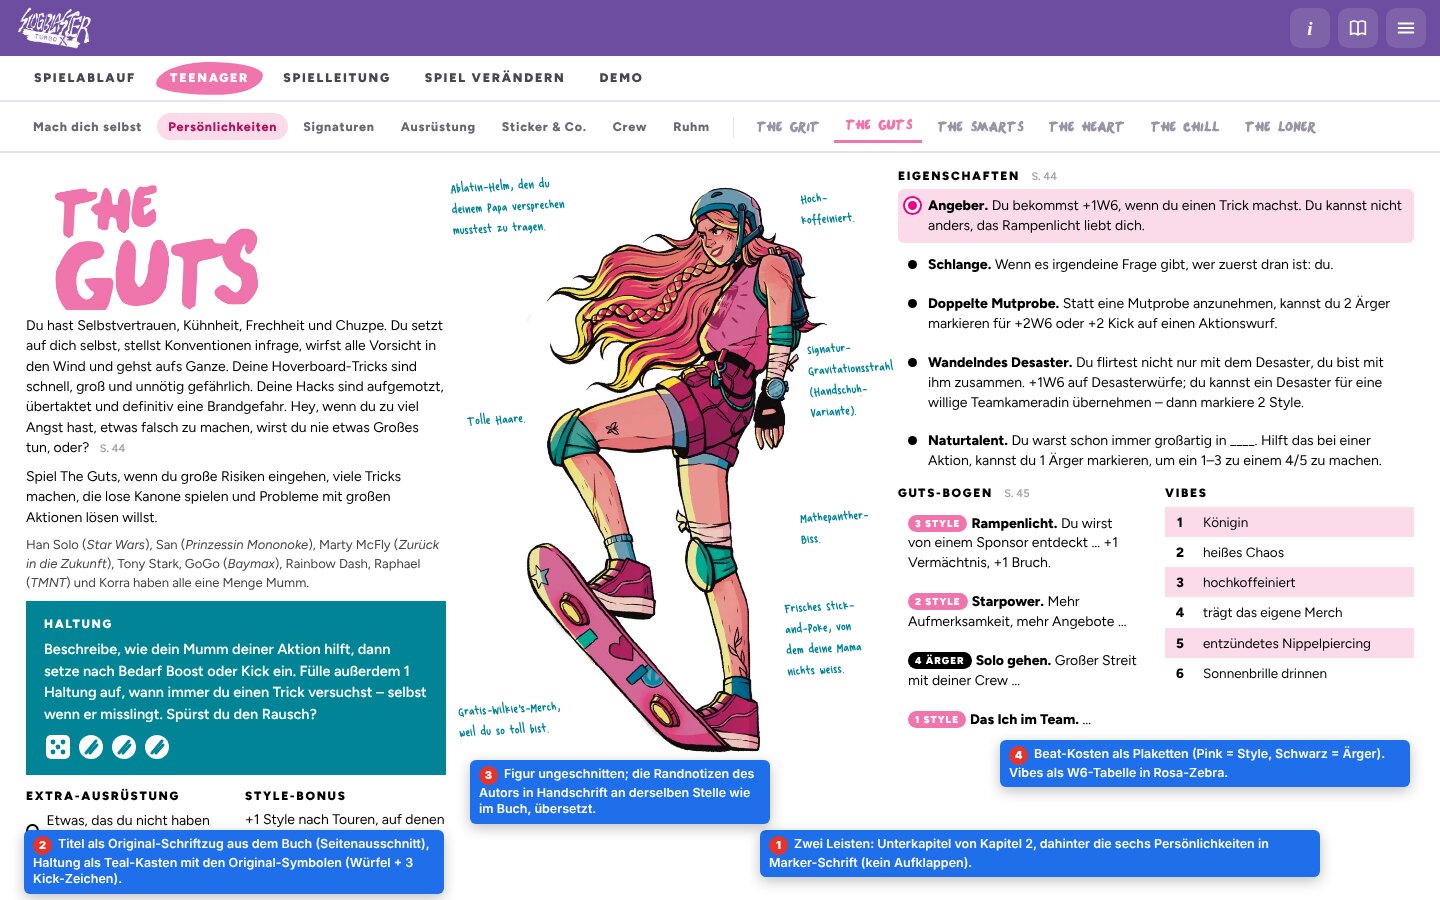 SLUGBLASTER
TURBO X
i
SPIELABLAUF TEENAGER SPIELLEITUNG SPIEL VERÄNDERN DEMO
Mach dich selbst Persönlichkeiten Signaturen Ausrüstung Sticker & Co. Crew Ruhm THE GRIT THE GUTS THE SMARTS THE HEART THE CHILL THE LONER
THE
GUTS
Du hast Selbstvertrauen, Kühnheit, Frechheit und Chuzpe. Du setzt
auf dich selbst, stellst Konventionen infrage, wirfst alle Vorsicht in
den Wind und gehst aufs Ganze. Deine Hoverboard-Tricks sind
schnell, groß und unnötig gefährlich. Deine Hacks sind aufgemotzt,
übertaktet und definitiv eine Brandgefahr. Hey, wenn du zu viel
Angst hast, etwas falsch zu machen, wirst du nie etwas Großes
tun, oder? S. 44
Spiel The Guts, wenn du große Risiken eingehen, viele Tricks
machen, die lose Kanone spielen und Probleme mit großen
Aktionen lösen willst.
Han Solo (Star Wars), San (Prinzessin Mononoke), Marty McFly (Zurück
in die Zukunft), Tony Stark, GoGo (Baymax), Rainbow Dash, Raphael
(TMNT) und Korra haben alle eine Menge Mumm.
HALTUNG
Beschreibe, wie dein Mumm deiner Aktion hilft, dann
setze nach Bedarf Boost oder Kick ein. Fülle außerdem 1
Haltung auf, wann immer du einen Trick versuchst – selbst
wenn er misslingt. Spürst du den Rausch?
EXTRA-AUSRÜSTUNG
Etwas, das du nicht haben
STYLE-BONUS
+1 Style nach Touren, auf denen
2 Titel als Original-Schriftzug aus dem Buch (Seitenausschnitt),
Haltung als Teal-Kasten mit den Original-Symbolen (Würfel + 3
Kick-Zeichen).
Ablatin-Helm, den du
deinem Papa versprechen
musstest zu tragen.
Hoch-
koffeiniert.
Signatur-
Gravitationsstrahl
(Handschuh-
Variante).
Tolle Haare.
Mathepanther-
Biss.
Frisches Stick-
and-Poke, von
dem deine Mama
nichts weiss.
Gratis-Wilkie's-Merch,
weil du so toll bist.
3 Figur ungeschnitten; die Randnotizen des
Autors in Handschrift an derselben Stelle wie
im Buch, übersetzt.
EIGENSCHAFTEN S. 44
Angeber. Du bekommst +1W6, wenn du einen Trick machst. Du kannst nicht
anders, das Rampenlicht liebt dich.
Schlange. Wenn es irgendeine Frage gibt, wer zuerst dran ist: du.
Doppelte Mutprobe. Statt eine Mutprobe anzunehmen, kannst du 2 Ärger
markieren für +2W6 oder +2 Kick auf einen Aktionswurf.
Wandelndes Desaster. Du flirtest nicht nur mit dem Desaster, du bist mit
ihm zusammen. +1W6 auf Desasterwürfe; du kannst ein Desaster für eine
willige Teamkameradin übernehmen – dann markiere 2 Style.
Naturtalent. Du warst schon immer großartig in ____. Hilft das bei einer
Aktion, kannst du 1 Ärger markieren, um ein 1–3 zu einem 4/5 zu machen.
GUTS-BOGEN S. 45
3 STYLE Rampenlicht. Du wirst
von einem Sponsor entdeckt ... +1
Vermächtnis, +1 Bruch.
2 STYLE Starpower. Mehr
Aufmerksamkeit, mehr Angebote ...
4 ÄRGER Solo gehen. Großer Streit
mit deiner Crew ...
1 STYLE Das Ich im Team. ...
VIBES
1 Königin
2 heißes Chaos
3 hochkoffeiniert
4 trägt das eigene Merch
5 entzündetes Nippelpiercing
6 Sonnenbrille drinnen
4 Beat-Kosten als Plaketten (Pink = Style, Schwarz = Ärger).
Vibes als W6-Tabelle in Rosa-Zebra.
1 Zwei Leisten: Unterkapitel von Kapitel 2, dahinter die sechs Persönlichkeiten in
Marker-Schrift (kein Aufklappen).